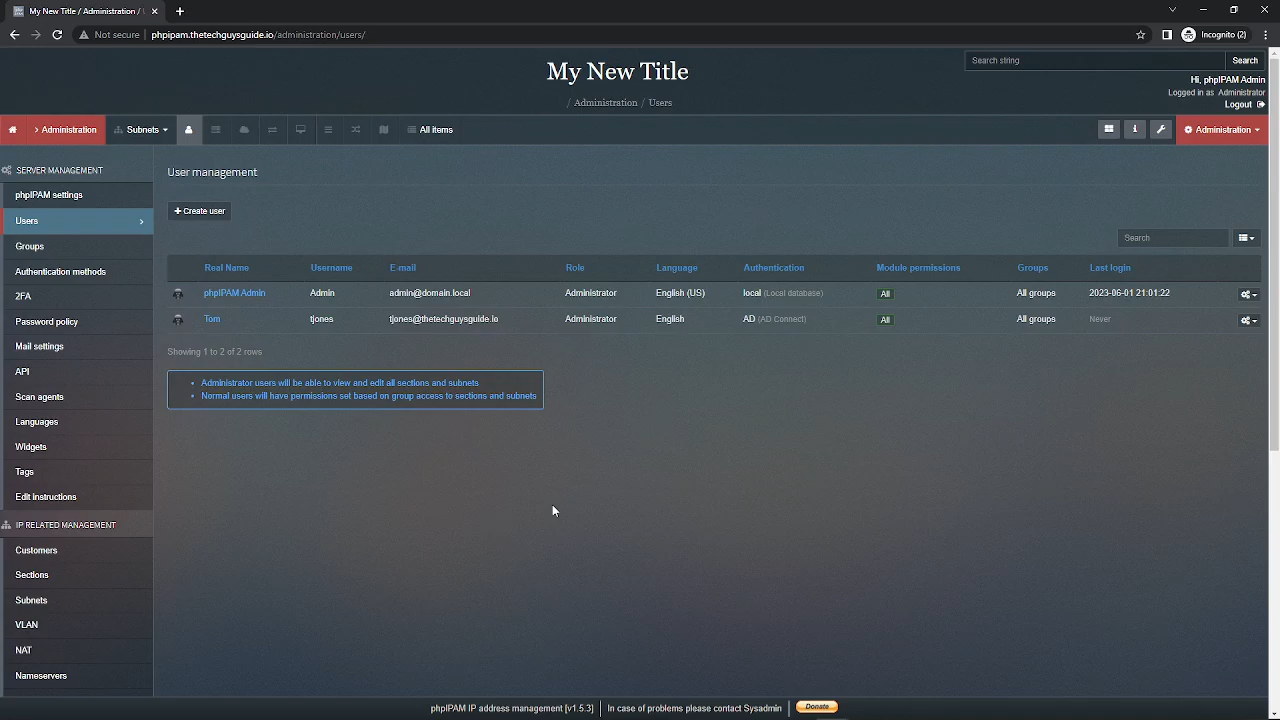 My New Title / Administration / U
Not secure
phpipam.thetechguysguide.io/administration/users/
Incognito (2)
My New Title
/ Administration / Users
Search string
Search
Hi, phpIPAM Admin
Logged in as Administrator
Logout
Administration
Subnets
All items
Administration
SERVER MANAGEMENT
phpIPAM settings
Users
Groups
Authentication methods
2FA
Password policy
Mail settings
API
Scan agents
Languages
Widgets
Tags
Edit Instructions
IP RELATED MANAGEMENT
Customers
Sections
Subnets
VLAN
NAT
Nameservers
User management
+ Create user
Search
Real Name Username E-mail Role Language Authentication Module permissions Groups Last login
phpIPAM Admin Admin admin@domain.local Administrator English (US) local (Local database) All All groups 2023-06-01 21:01:22
Tom tjones tjones@thetechguysguide.io Administrator English AD (AD Connect) All All groups Never
Showing 1 to 2 of 2 rows
• Administrator users will be able to view and edit all sections and subnets
• Normal users will have permissions set based on group access to sections and subnets
phpIPAM IP address management [v1.5.3]
In case of problems please contact Sysadmin
Donate